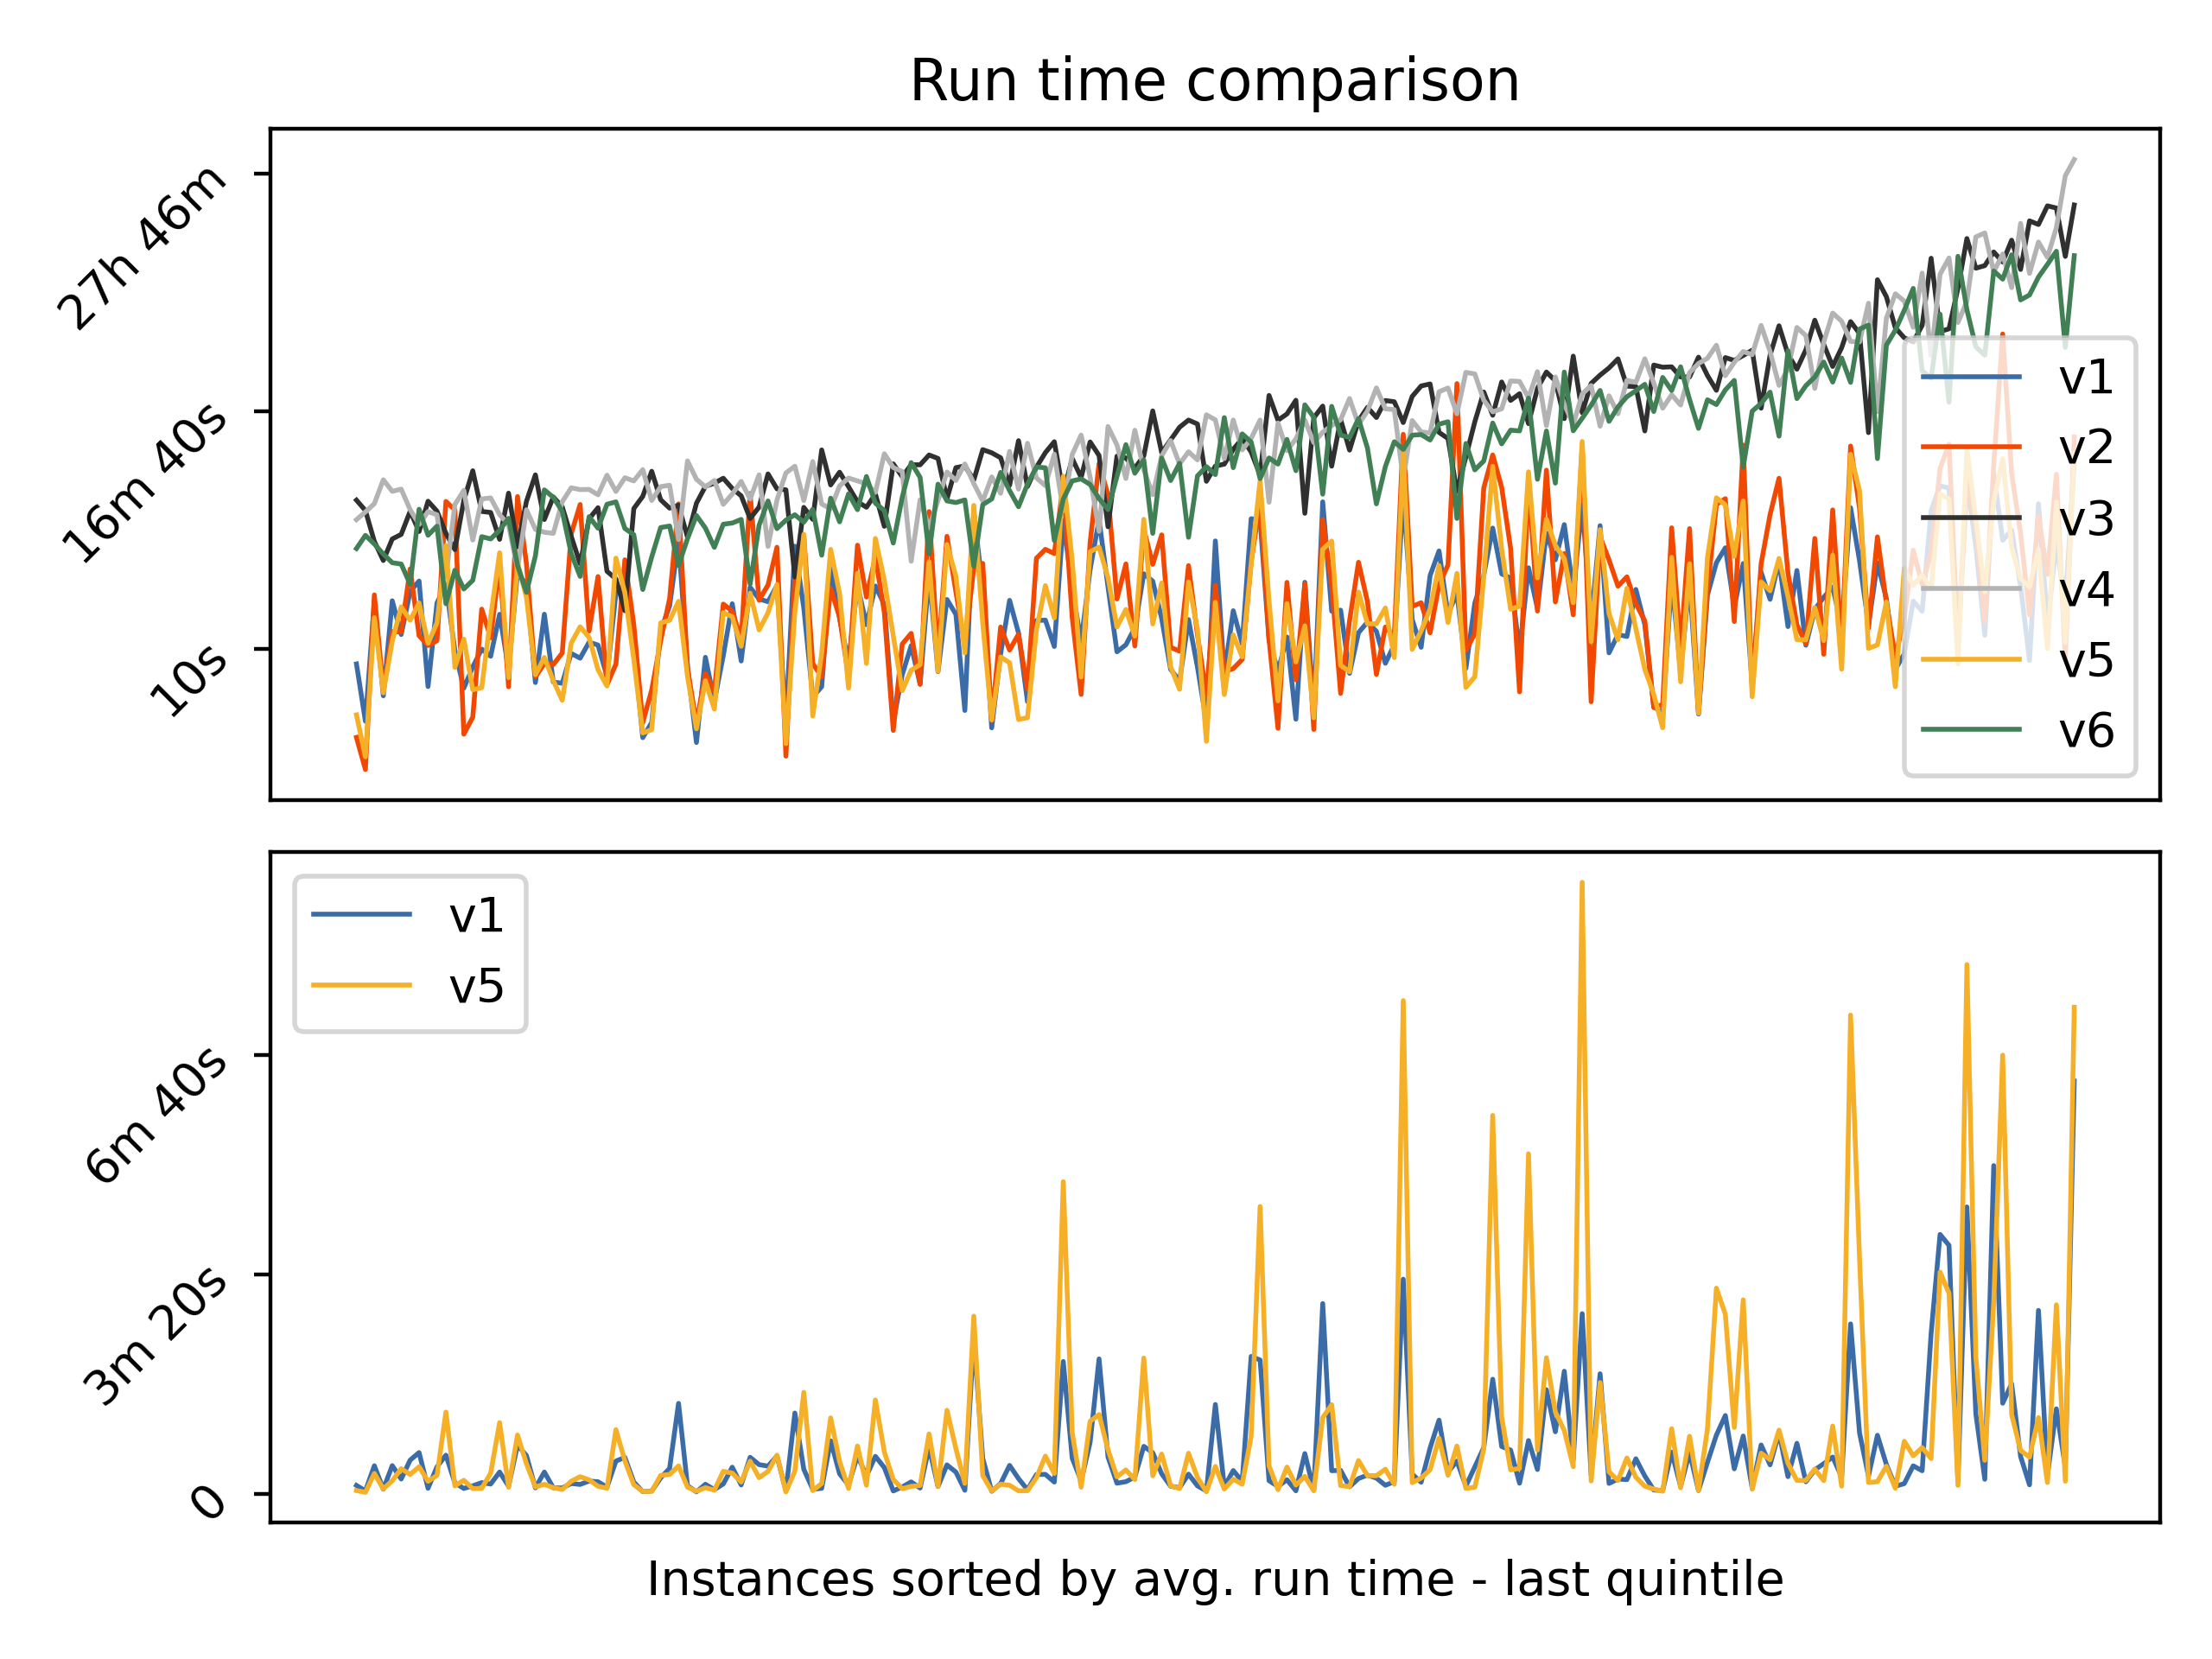 Run time comparison
27h 46m
16m 40s
10s
v1
v2
v3
v4
v5
v6
v1
v5
6m 40s
3m 20s
0
Instances sorted by avg. run time - last quintile